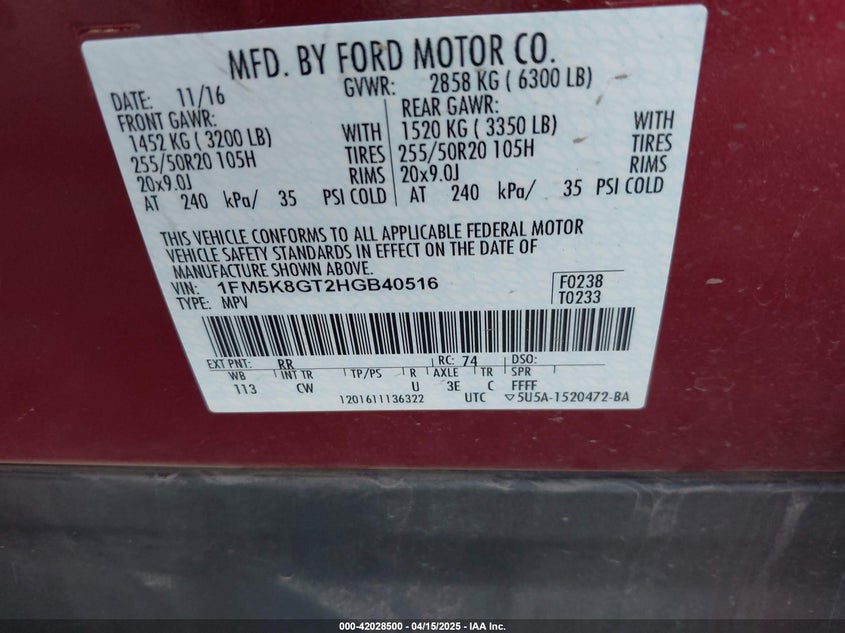 MFD. BY FORD MOTOR CO.
DATE: 11/16 GVWR: 2858 KG ( 6300 LB)
FRONT GAWR: REAR GAWR:
1452 KG ( 3200 LB) WITH 1520 KG ( 3350 LB) WITH
255/50R20 105H TIRES 255/50R20 105H TIRES
20x9.0J RIMS 20x9.0J RIMS
AT 240 kPa/ 35 PSI COLD AT 240 kPa/ 35 PSI COLD
THIS VEHICLE CONFORMS TO ALL APPLICABLE FEDERAL MOTOR
VEHICLE SAFETY STANDARDS IN EFFECT ON THE DATE OF
MANUFACTURE SHOWN ABOVE.
VIN: 1FM5K8GT2HGB40516 F0238
TYPE: MPV T0233
EXT PNT: RR RC: 74 DSO:
WB INT TR TP/PS R AXLE TR SPR
113 CW U 3E C FFFF
1201611136322 UTC ▽5U5A-1520472-BA
000-42028500 - 04/15/2025 - IAA Inc.